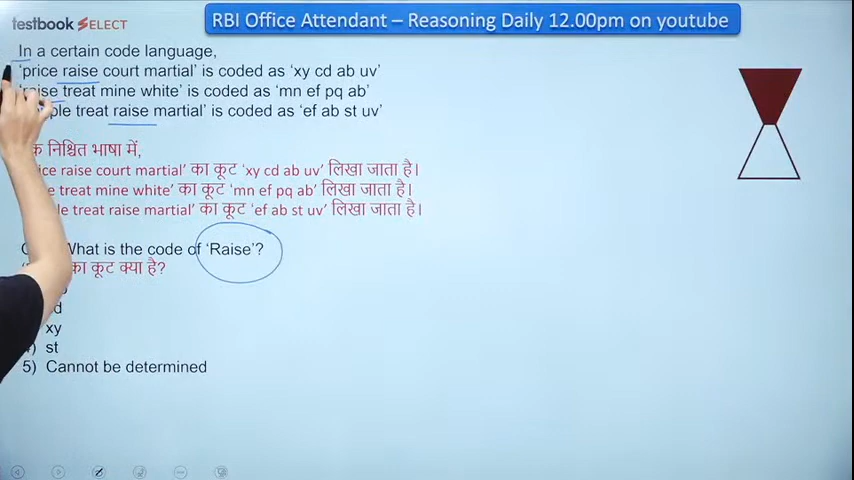 testbook SELECT
RBI Office Attendant – Reasoning Daily 12.00pm on youtube
In a certain code language,
‘price raise court martial’ is coded as ‘xy cd ab uv’
‘raise treat mine white’ is coded as ‘mn ef pq ab’
treat raise martial’ is coded as ‘ef ab st uv’
निश्चित भाषा में,
raise court martial’ का कूट ‘xy cd ab uv’ लिखा जाता है।
treat mine white’ का कूट ‘mn ef pq ab’ लिखा जाता है।
treat raise martial’ का कूट ‘ef ab st uv’ लिखा जाता है।
What is the code of ‘Raise’?
का कूट क्या है?
xy
st
5) Cannot be determined